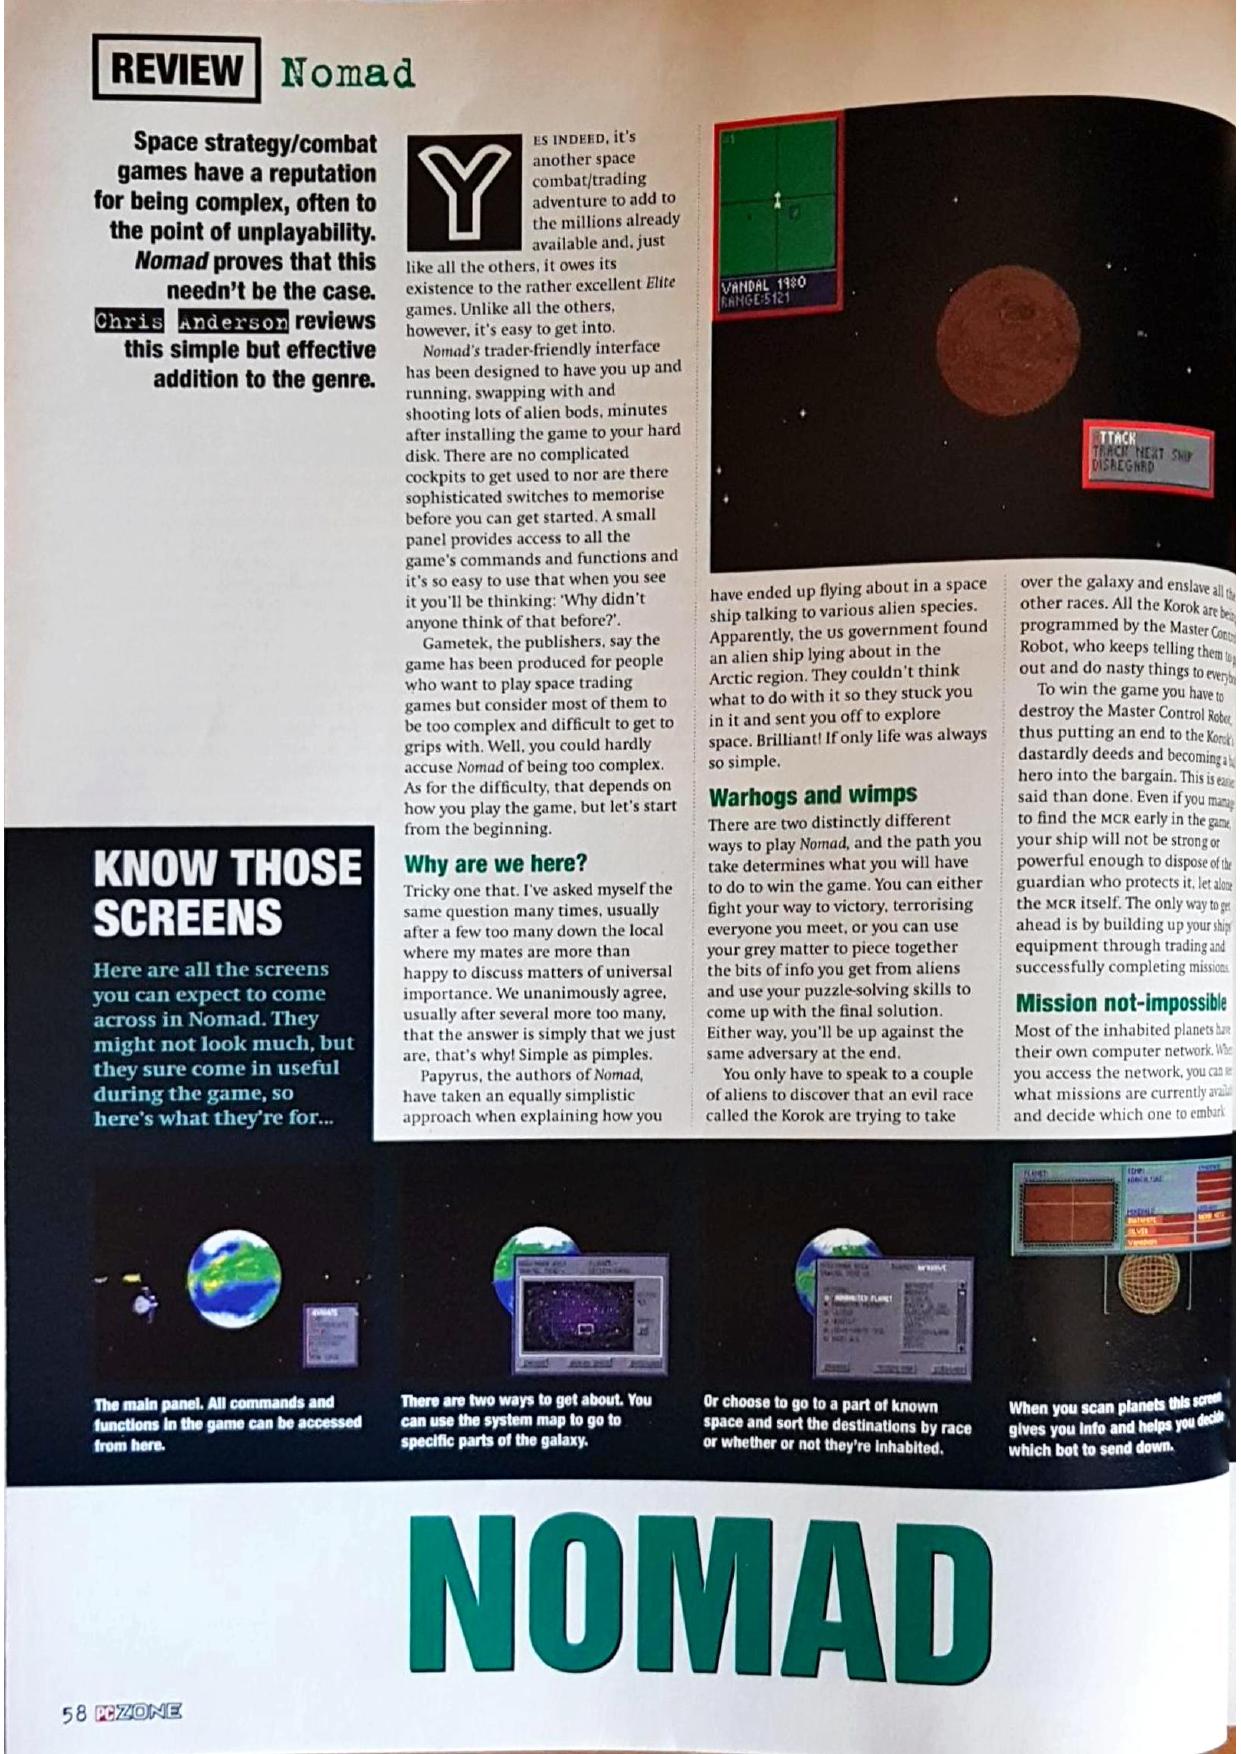 REVIEW Nomad
Space strategy/combat
games have a reputation
for being complex, often to
the point of unplayability.
Nomad proves that this
needn't be the case.
Chris Anderson reviews
this simple but effective
addition to the genre.
YES INDEED, it's
another space
combat/trading
adventure to add to
the millions already
available and, just
like all the others, it owes its
existence to the rather excellent Elite
games. Unlike all the others,
however, it's easy to get into.
Nomad's trader-friendly interface
has been designed to have you up and
running, swapping with and
shooting lots of alien bods, minutes
after installing the game to your hard
disk. There are no complicated
cockpits to get used to nor are there
sophisticated switches to memorise
before you can get started. A small
panel provides access to all the
game's commands and functions and
it's so easy to use that when you see
it you'll be thinking: 'Why didn't
anyone think of that before?'.
Gametek, the publishers, say the
game has been produced for people
who want to play space trading
games but consider most of them to
be too complex and difficult to get to
grips with. Well, you could hardly
accuse Nomad of being too complex.
As for the difficulty, that depends on
how you play the game, but let's start
from the beginning.
Why are we here?
Tricky one that. I've asked myself the
same question many times, usually
after a few too many down the local
where my mates are more than
happy to discuss matters of universal
importance. We unanimously agree,
usually after several more too many,
that the answer is simply that we just
are, that's why! Simple as pimples.
Papyrus, the authors of Nomad,
have taken an equally simplistic
approach when explaining how you
VANDAL 1980
RANGE:5121
TTACK
TRACK NEXT SHIP
DISREGARD
have ended up flying about in a space
ship talking to various alien species.
Apparently, the US government found
an alien ship lying about in the
Arctic region. They couldn't think
what to do with it so they stuck you
in it and sent you off to explore
space. Brilliant! If only life was always
so simple.
Warhogs and wimps
There are two distinctly different
ways to play Nomad, and the path you
take determines what you will have
to do to win the game. You can either
fight your way to victory, terrorising
everyone you meet, or you can use
your grey matter to piece together
the bits of info you get from aliens
and use your puzzle-solving skills to
come up with the final solution.
Either way, you'll be up against the
same adversary at the end.
You only have to speak to a couple
of aliens to discover that an evil race
called the Korok are trying to take
over the galaxy and enslave all the
other races. All the Korok are
programmed by the Master
Robot, who keeps telling them to
out and do nasty things to
To win the game you have to
destroy the Master Control Robot,
thus putting an end to the
dastardly deeds and becoming a
hero into the bargain. This is
said than done. Even if you
to find the MCR early in the game,
your ship will not be strong or
powerful enough to dispose of the
guardian who protects it, let alone
the MCR itself. The only way to get
ahead is by building up your ship's
equipment through trading and
successfully completing missions.
Mission not-impossible
Most of the inhabited planets have
their own computer network.
you access the network, you can
what missions are currently
and decide which one to embark
KNOW THOSE
SCREENS
Here are all the screens
you can expect to come
across in Nomad. They
might not look much, but
they sure come in useful
during the game, so
here's what they're for...
The main panel. All commands and
functions in the game can be accessed
from here.
There are two ways to get about. You
can use the system map to go to
specific parts of the galaxy.
Or choose to go to a part of known
space and sort the destinations by race
or whether or not they're inhabited.
When you scan planets this screen
gives you info and helps you decide
which bot to send down.
NOMAD
58 PC ZONE